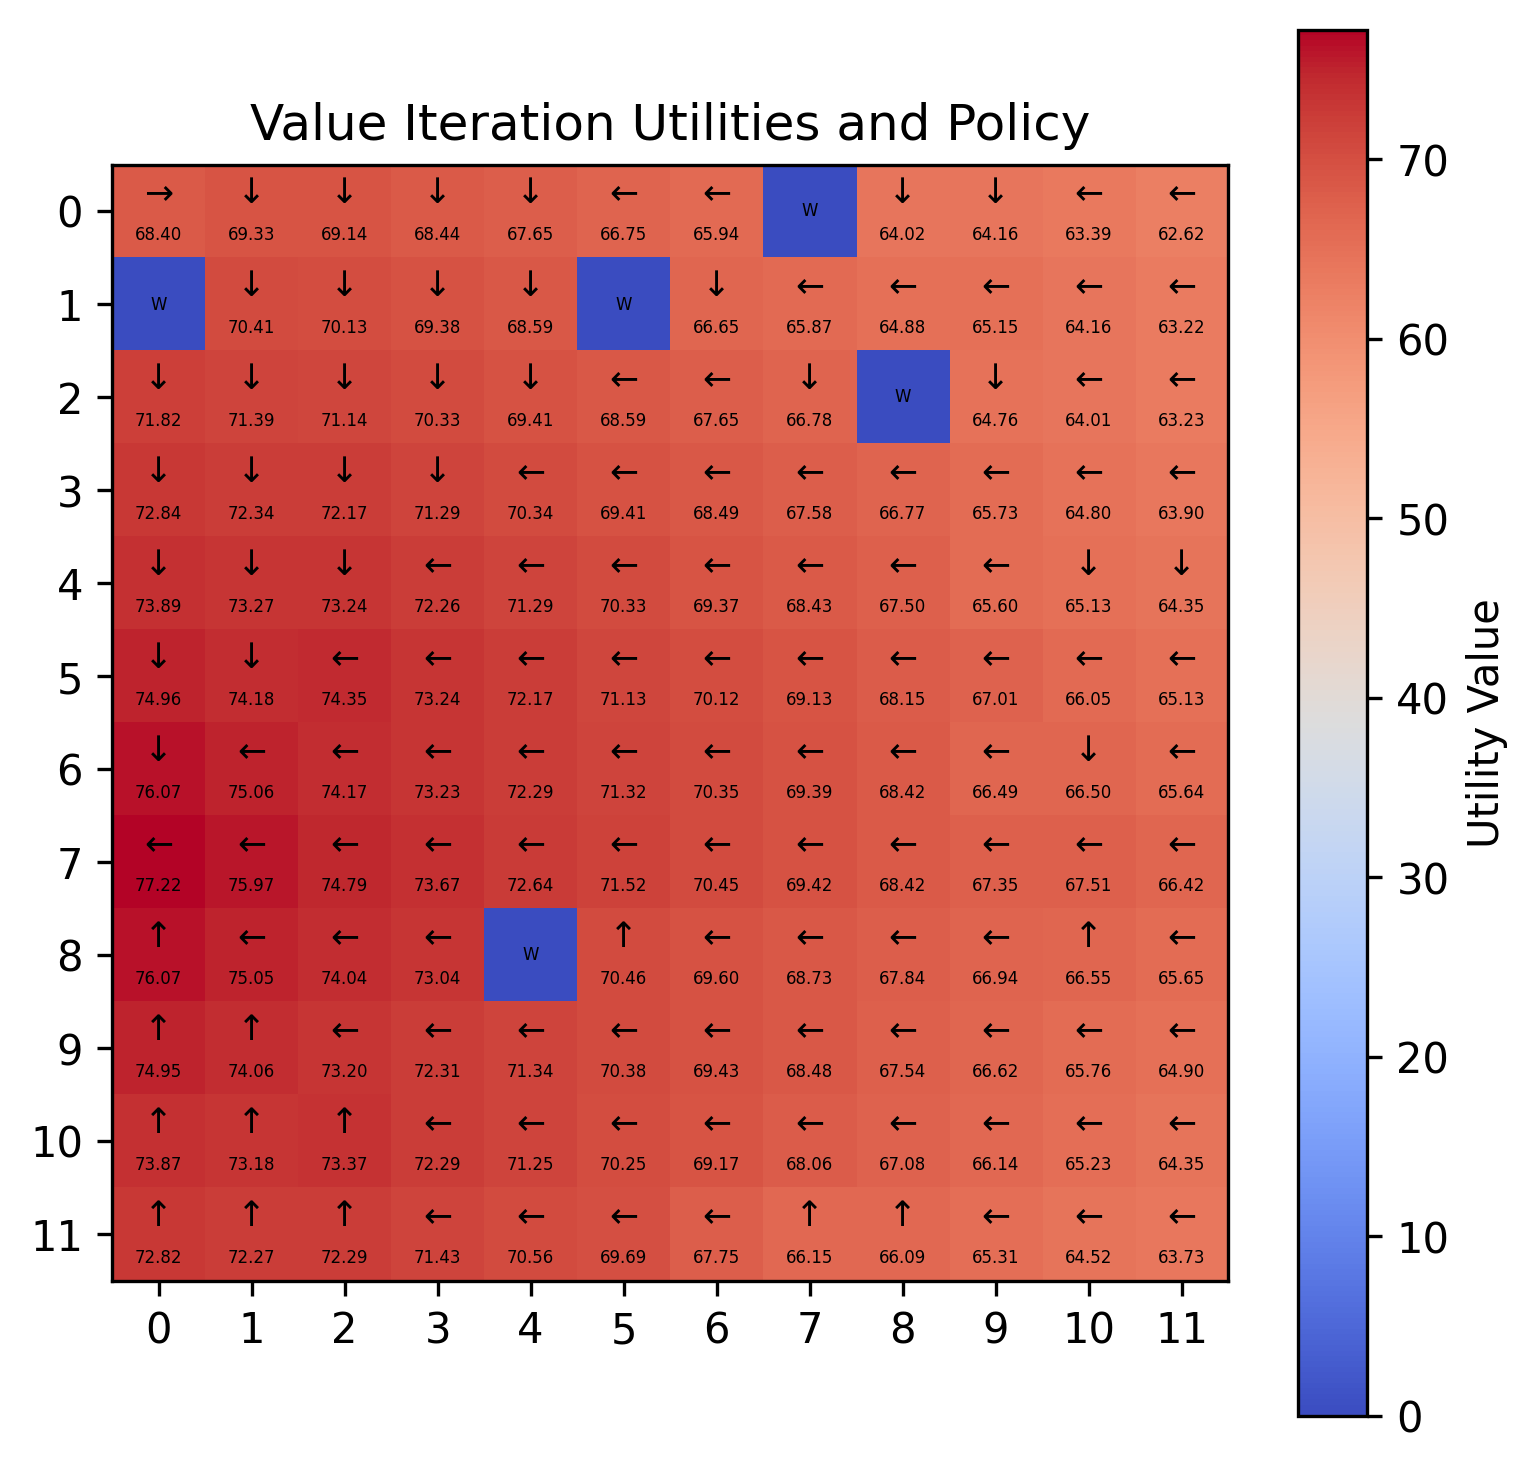 Value Iteration Utilities and Policy
0 → ↓ ↓ ↓ ↓ ← ← W ↓ ↓ ← ←
68.40 69.33 69.14 68.44 67.65 66.75 65.94 64.02 64.16 63.39 62.62
1 W ↓ ↓ ↓ ↓ W ↓ ← ← ← ← ←
70.41 70.13 69.38 68.59 66.65 65.87 64.88 65.15 64.16 63.22
2 ↓ ↓ ↓ ↓ ↓ ← ← ↓ W ↓ ← ←
71.82 71.39 71.14 70.33 69.41 68.59 67.65 66.78 64.76 64.01 63.23
3 ↓ ↓ ↓ ↓ ← ← ← ← ← ← ← ←
72.84 72.34 72.17 71.29 70.34 69.41 68.49 67.58 66.77 65.73 64.80 63.90
4 ↓ ↓ ↓ ← ← ← ← ← ← ← ↓ ↓
73.89 73.27 73.24 72.26 71.29 70.33 69.37 68.43 67.50 65.60 65.13 64.35
5 ↓ ↓ ← ← ← ← ← ← ← ← ← ←
74.96 74.18 74.35 73.24 72.17 71.13 70.12 69.13 68.15 67.01 66.05 65.13
6 ↓ ← ← ← ← ← ← ← ← ← ↓ ←
76.07 75.06 74.17 73.23 72.29 71.32 70.35 69.39 68.42 66.49 66.50 65.64
7 ← ← ← ← ← ← ← ← ← ← ← ←
77.22 75.97 74.79 73.67 72.64 71.52 70.45 69.42 68.42 67.35 67.51 66.42
8 ↑ ← ← ← W ↑ ← ← ← ← ↑ ←
76.07 75.05 74.04 73.04 70.46 69.60 68.73 67.84 66.94 66.55 65.65
9 ↑ ↑ ← ← ← ← ← ← ← ← ← ←
74.95 74.06 73.20 72.31 71.34 70.38 69.43 68.48 67.54 66.62 65.76 64.90
10 ↑ ↑ ↑ ← ← ← ← ← ← ← ← ←
73.87 73.18 73.37 72.29 71.25 70.25 69.17 68.06 67.08 66.14 65.23 64.35
11 ↑ ↑ ↑ ← ← ← ← ↑ ↑ ← ← ←
72.82 72.27 72.29 71.43 70.56 69.69 67.75 66.15 66.09 65.31 64.52 63.73
0 1 2 3 4 5 6 7 8 9 10 11
70
60
50
40
30
20
10
0
Utility Value